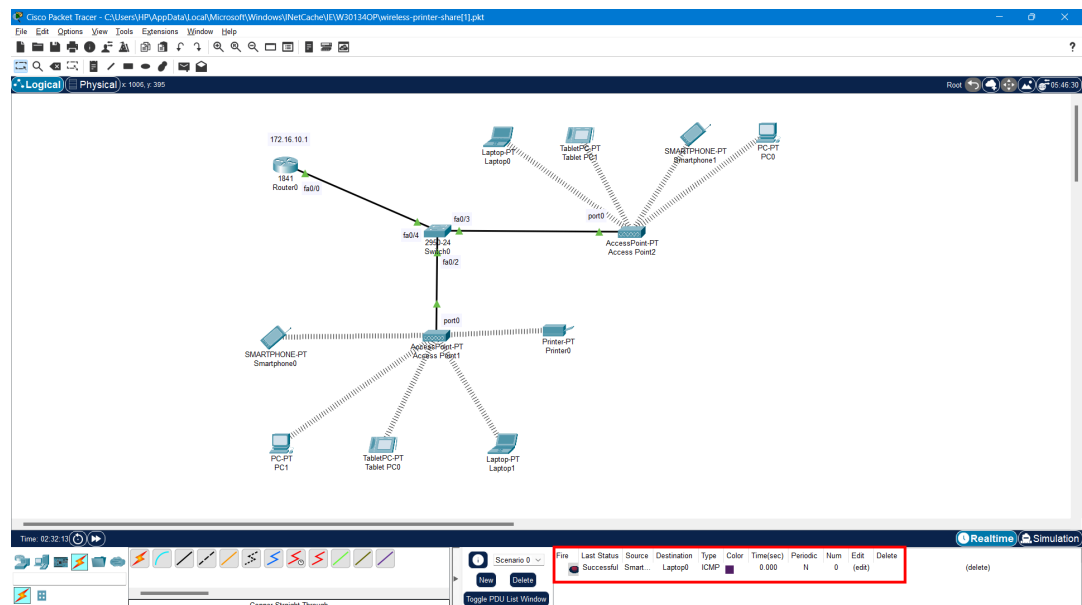 Cisco Packet Tracer - C:\Users\HP\AppData\Local\Microsoft\Windows\INetCache\IE\W30134OP\wireless-printer-share[1].pkt
File Edit Options View Tools Extensions Window Help
?
Logical Physical x: 1006, y: 395 Root 05:46:30
172.16.10.1
1841
Router0
fa0/0
Laptop-PT
Laptop0
TabletPC-PT
Tablet PC1
SMARTPHONE-PT
Smartphone1
PC-PT
PC0
fa0/3
port0
fa0/4
2950-24
Switch0
fa0/2
AccessPoint-PT
Access Point2
port0
SMARTPHONE-PT
Smartphone0
AccessPoint-PT
Access Point1
Printer-PT
Printer0
PC-PT
PC1
TabletPC-PT
Tablet PC0
Laptop-PT
Laptop1
Time: 02:32:13 Realtime Simulation
Scenario 0
New Delete
Toggle PDU List Window
Fire Last Status Source Destination Type Color Time(sec) Periodic Num Edit Delete
Successful Smart... Laptop0 ICMP 0.000 N 0 (edit) (delete)
Copper Straight-Through